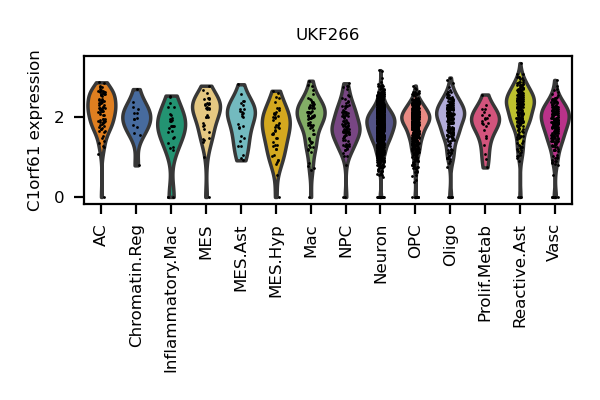 UKF266
C1orf61 expression
2
0
AC
Chromatin.Reg
Inflammatory.Mac
MES
MES.Ast
MES.Hyp
Mac
NPC
Neuron
OPC
Oligo
Prolif.Metab
Reactive.Ast
Vasc